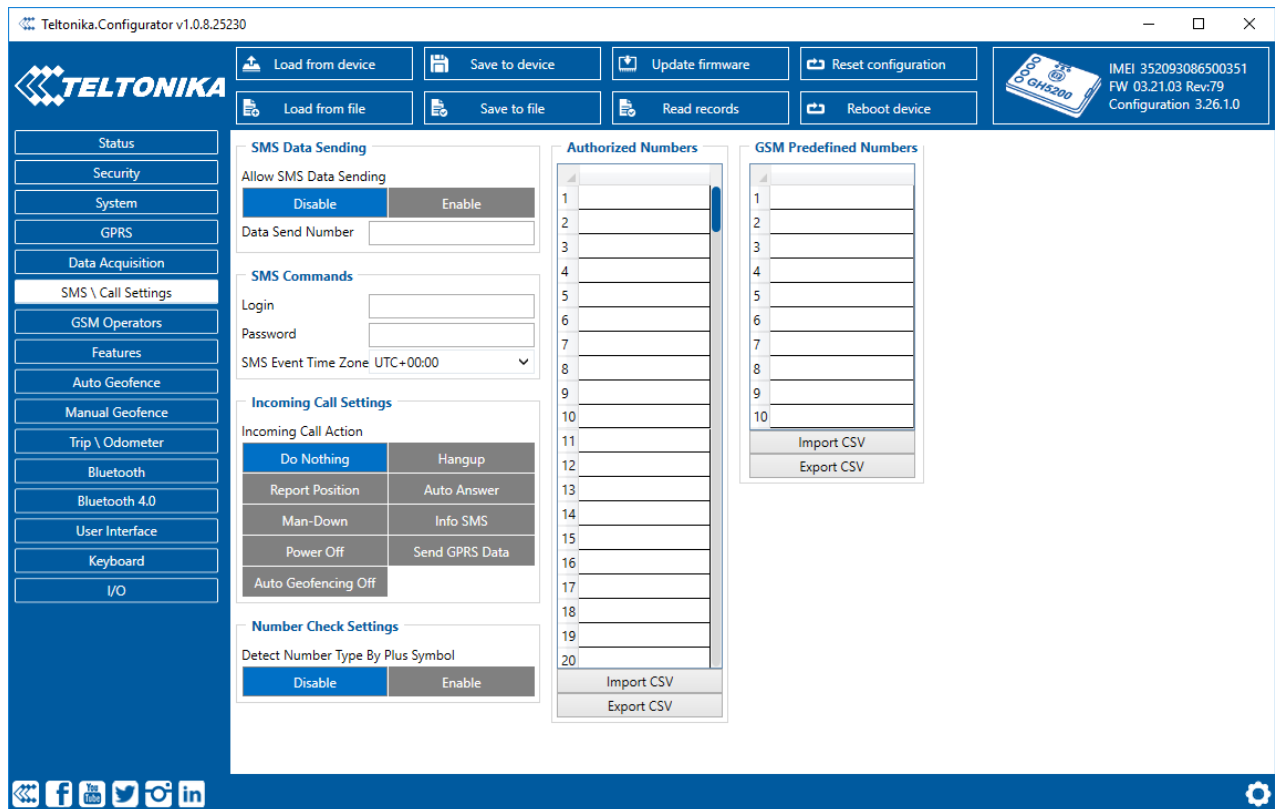 Teltonika.Configurator v1.0.8.25230
TELTONIKA
Load from device
Save to device
Update firmware
Reset configuration
Load from file
Save to file
Read records
Reboot device
GH5200
IMEI 352093086500351
FW 03.21.03 Rev:79
Configuration 3.26.1.0
Status
Security
System
GPRS
Data Acquisition
SMS \ Call Settings
GSM Operators
Features
Auto Geofence
Manual Geofence
Trip \ Odometer
Bluetooth
Bluetooth 4.0
User Interface
Keyboard
I/O
SMS Data Sending
Allow SMS Data Sending
Disable Enable
Data Send Number
SMS Commands
Login
Password
SMS Event Time Zone UTC+00:00
Incoming Call Settings
Incoming Call Action
Do Nothing Hangup
Report Position Auto Answer
Man-Down Info SMS
Power Off Send GPRS Data
Auto Geofencing Off
Number Check Settings
Detect Number Type By Plus Symbol
Disable Enable
Authorized Numbers
1
2
3
4
5
6
7
8
9
10
11
12
13
14
15
16
17
18
19
20
Import CSV
Export CSV
GSM Predefined Numbers
1
2
3
4
5
6
7
8
9
10
Import CSV
Export CSV
f
You
Tube
in